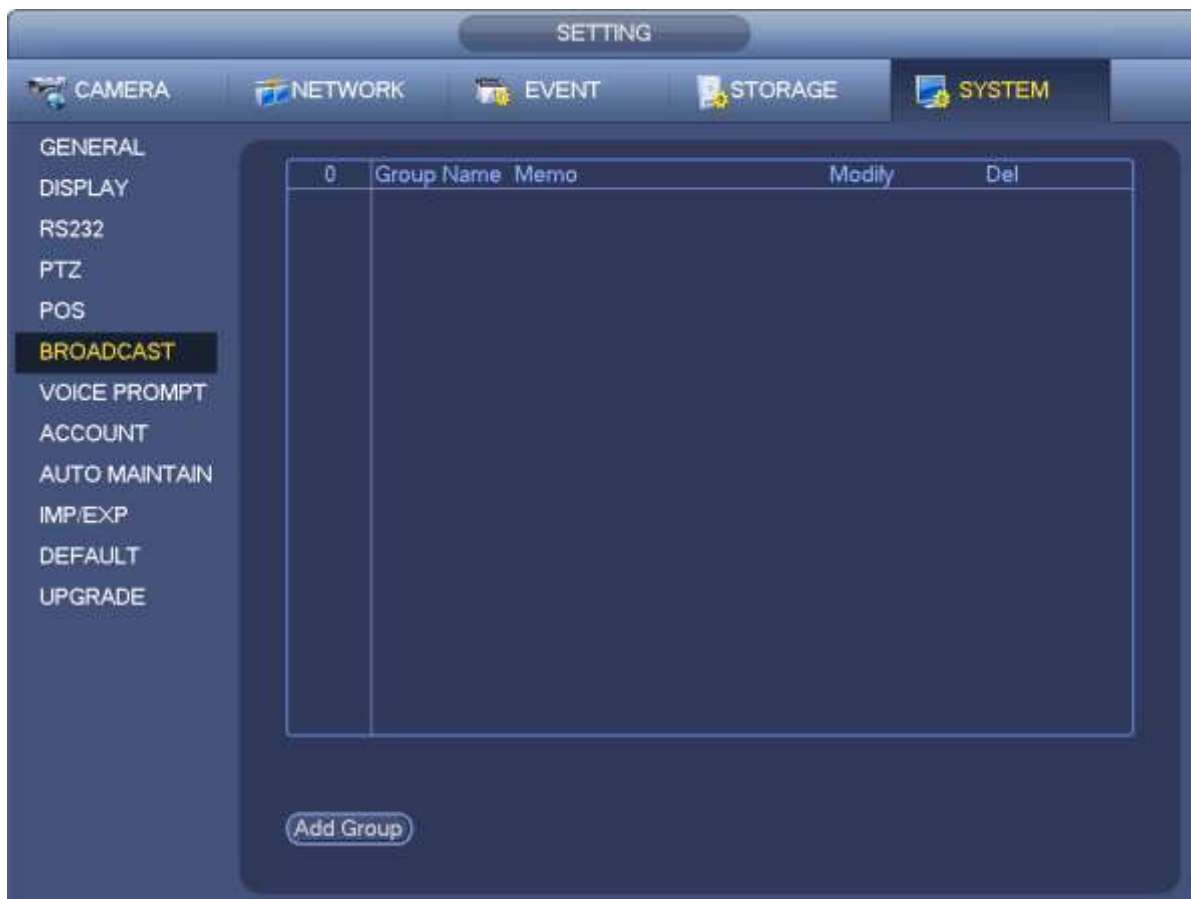 SETTING
CAMERA NETWORK EVENT STORAGE SYSTEM
GENERAL
DISPLAY
RS232
PTZ
POS
BROADCAST
VOICE PROMPT
ACCOUNT
AUTO MAINTAIN
IMP/EXP
DEFAULT
UPGRADE
0 Group Name Memo Modify Del
Add Group